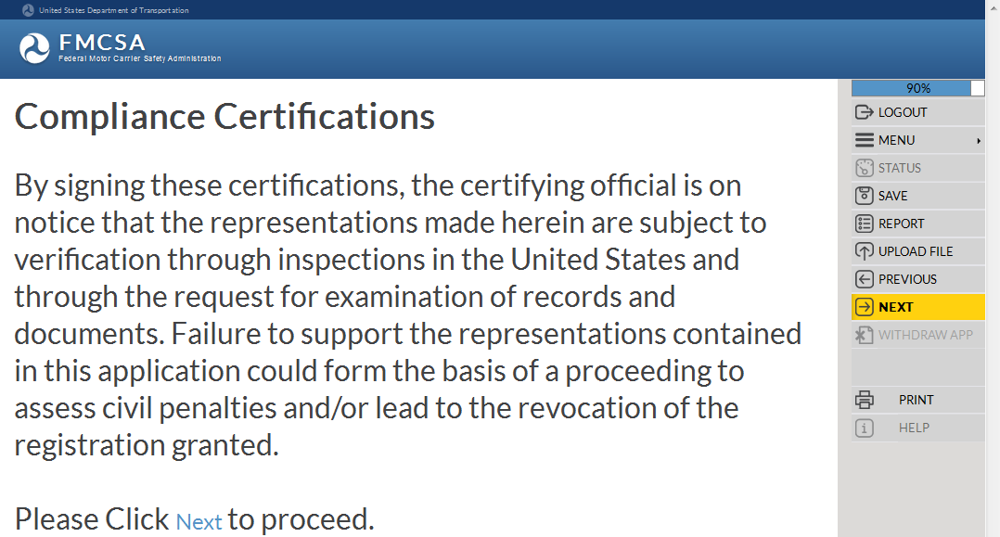 United States Department of Transportation
FMCSA
Federal Motor Carrier Safety Administration
90%
LOGOUT
MENU
STATUS
SAVE
REPORT
UPLOAD FILE
PREVIOUS
NEXT
WITHDRAW APP
PRINT
HELP
Compliance Certifications
By signing these certifications, the certifying official is on
notice that the representations made herein are subject to
verification through inspections in the United States and
through the request for examination of records and
documents. Failure to support the representations contained
in this application could form the basis of a proceeding to
assess civil penalties and/or lead to the revocation of the
registration granted.
Please Click Next to proceed.